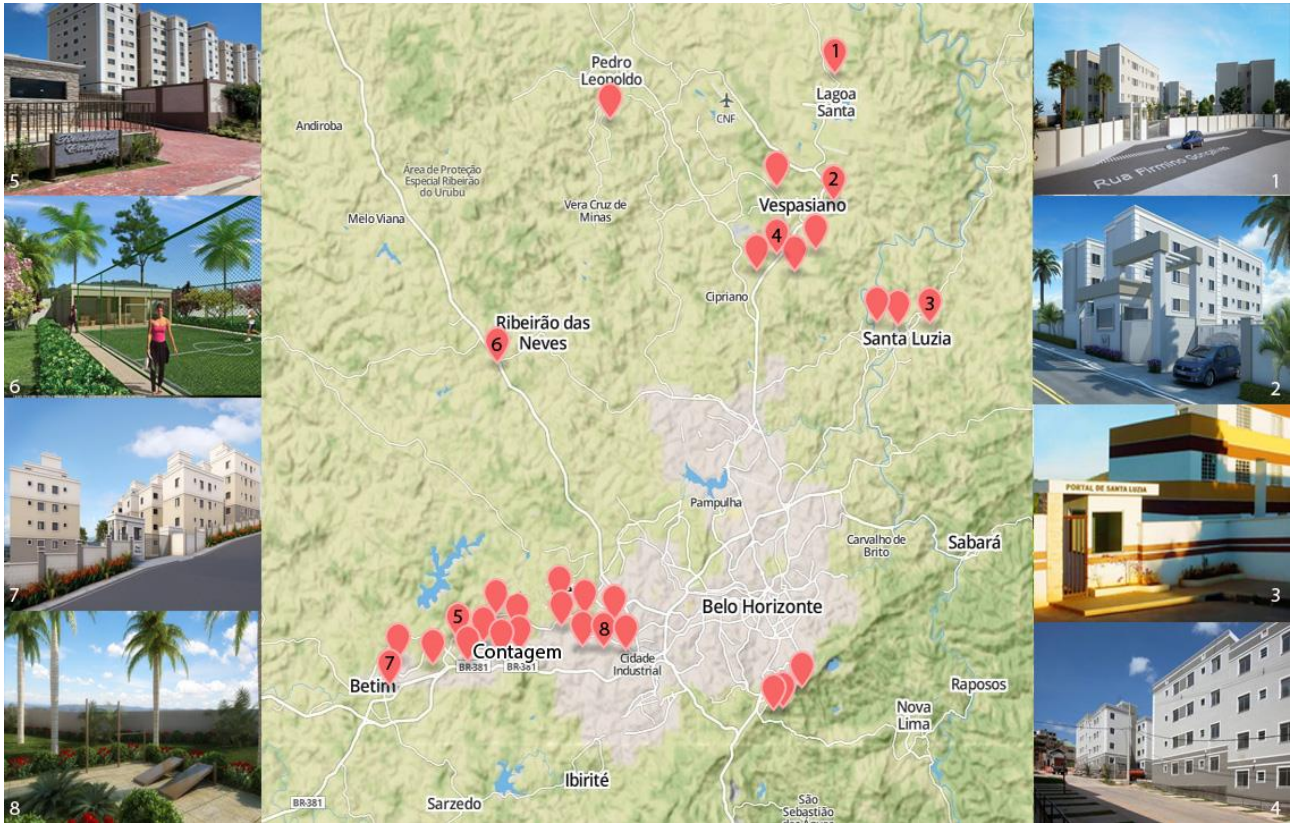 5
6
7
8
Pedro
Leopoldo
Andiroba
Área de Proteção
Especial Ribeirão
do Urubu
Melo Viana
Vera Cruz de
Minas
CNF
1
Lagoa
Santa
2
Vespasiano
4
Cipriano
3
Santa Luzia
6
Ribeirão das
Neves
Pampulha
Carvalho de
Brito
Sabará
Belo Horizonte
5
8
7
Contagem
BR-381
BR-381
Betim
Cidade
Industrial
Raposos
Nova
Lima
Ibirité
Sarzedo
BR-381
São
Sebastião
Rua Firmino Gonçalves
1
2
PORTAL DE SANTA LUZIA
3
4